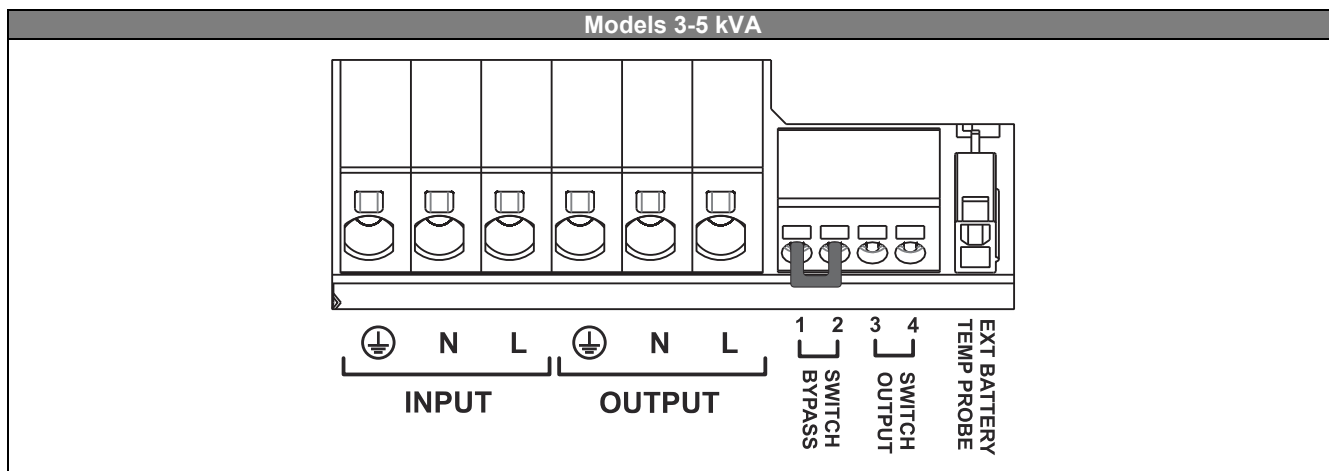 Models 3-5 kVA
N L N L 1 2 3 4
INPUT OUTPUT
SWITCH
BYPASS
SWITCH
OUTPUT
EXT BATTERY
TEMP PROBE